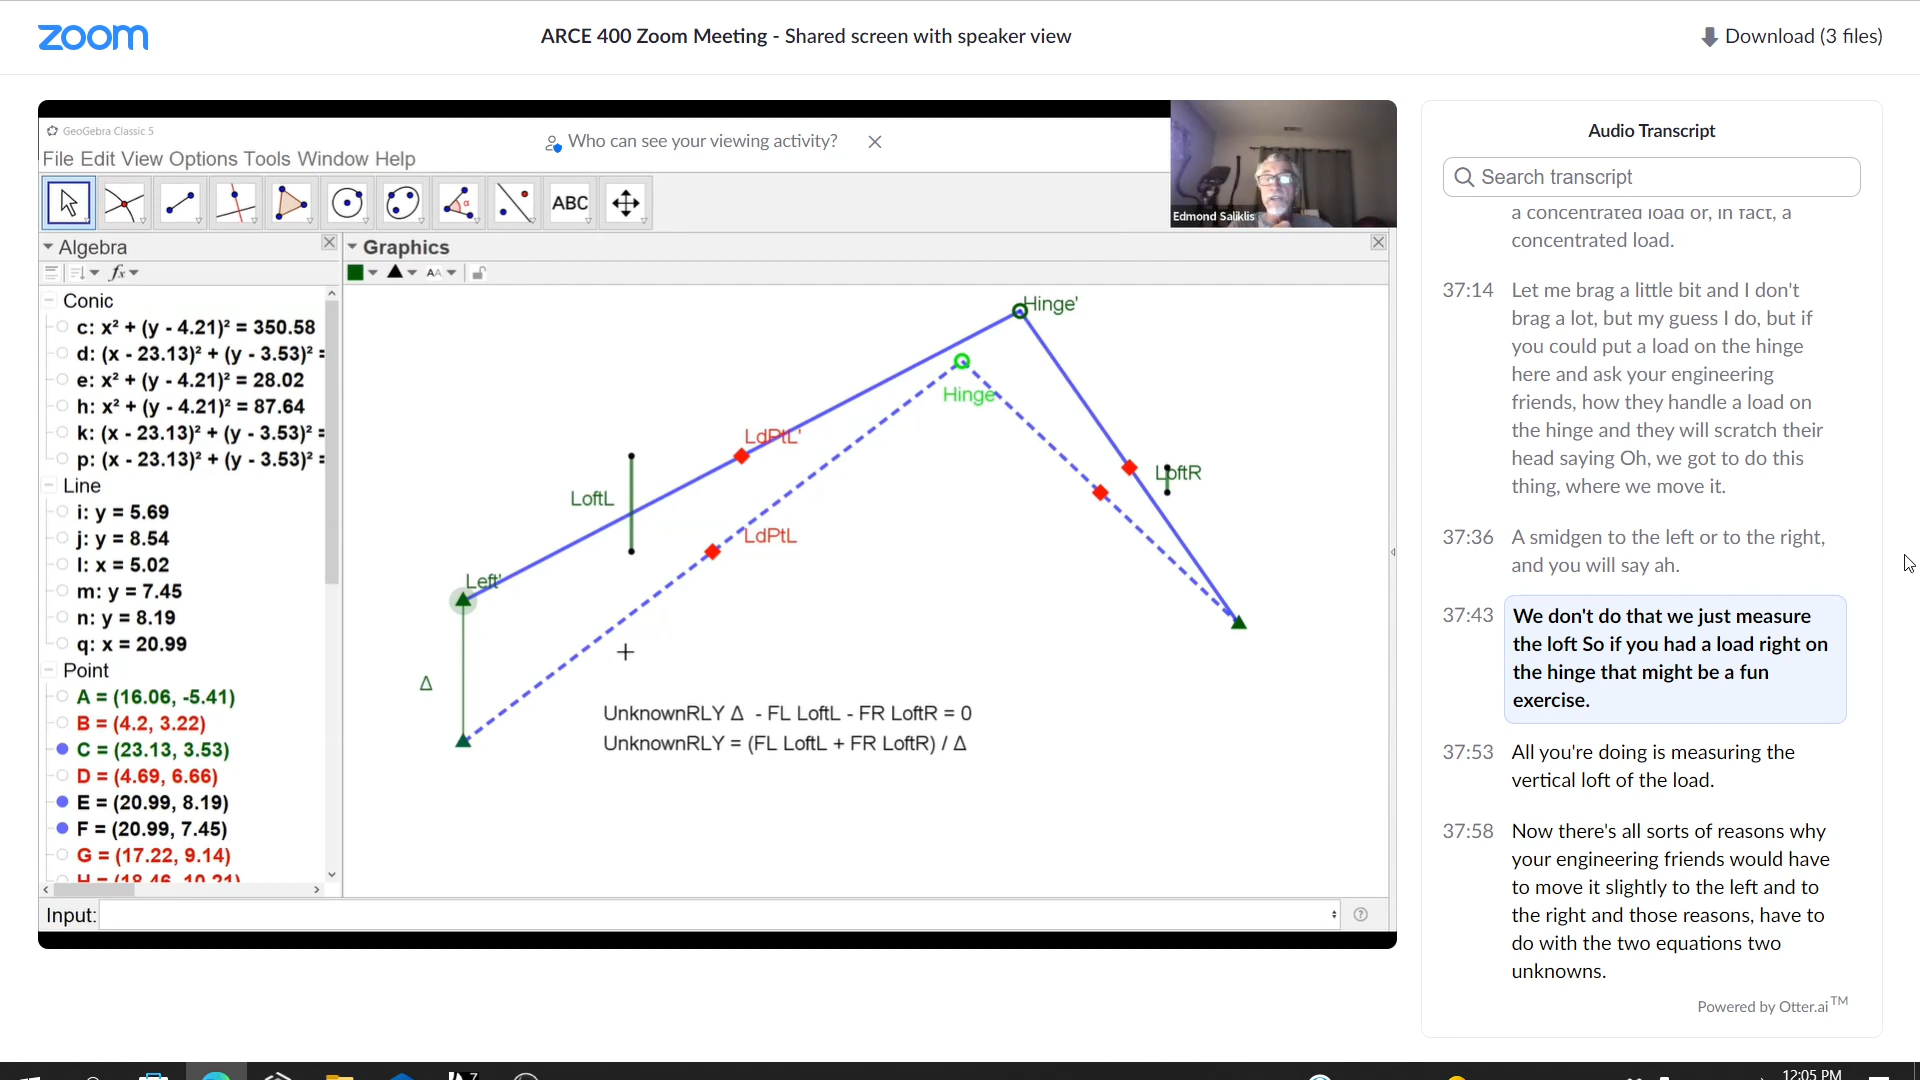 zoom
ARCE 400 Zoom Meeting - Shared screen with speaker view
Download (3 files)
GeoGebra Classic 5
Who can see your viewing activity?
File Edit View Options Tools Window Help
ABC
Edmond Saliklis
Algebra
Graphics
fx
AA
Conic
c: x² + (y - 4.21)² = 350.58
d: (x - 23.13)² + (y - 3.53)² =
e: x² + (y - 4.21)² = 28.02
h: x² + (y - 4.21)² = 87.64
k: (x - 23.13)² + (y - 3.53)² =
p: (x - 23.13)² + (y - 3.53)² =
Line
i: y = 5.69
j: y = 8.54
l: x = 5.02
m: y = 7.45
n: y = 8.19
q: x = 20.99
Point
A = (16.06, -5.41)
B = (4.2, 3.22)
C = (23.13, 3.53)
D = (4.69, 6.66)
E = (20.99, 8.19)
F = (20.99, 7.45)
G = (17.22, 9.14)
H = (18.46, 10.21)
Hinge'
Hinge
LdPtL'
LoftL
LoftR
LdPtL
Left'
Δ
UnknownRLY Δ - FL LoftL - FR LoftR = 0
UnknownRLY = (FL LoftL + FR LoftR) / Δ
Input:
Audio Transcript
Search transcript
a concentrated load or, in fact, a
concentrated load.
37:14 Let me brag a little bit and I don't
brag a lot, but my guess I do, but if
you could put a load on the hinge
here and ask your engineering
friends, how they handle a load on
the hinge and they will scratch their
head saying Oh, we got to do this
thing, where we move it.
37:36 A smidgen to the left or to the right,
and you will say ah.
37:43 We don't do that we just measure
the loft So if you had a load right on
the hinge that might be a fun
exercise.
37:53 All you're doing is measuring the
vertical loft of the load.
37:58 Now there's all sorts of reasons why
your engineering friends would have
to move it slightly to the left and to
the right and those reasons, have to
do with the two equations two
unknowns.
Powered by Otter.ai™
12:05 PM